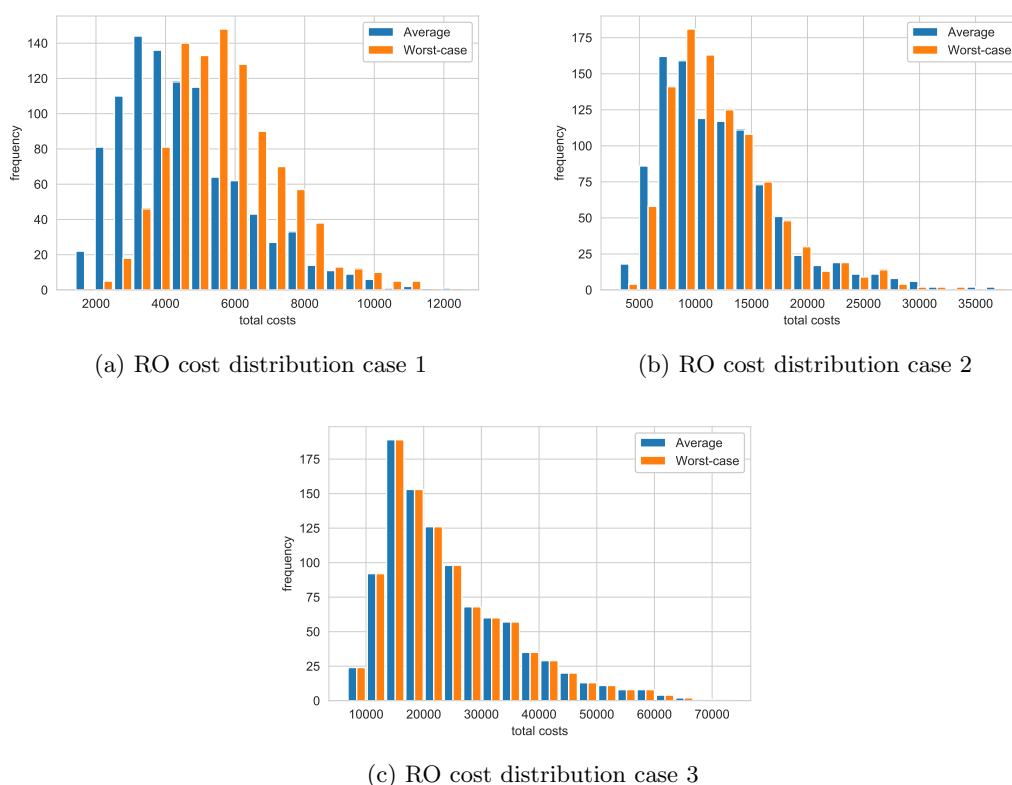 Average
Worst-case
140
120
100
80
60
40
20
0
frequency
2000 4000 6000 8000 10000 12000
total costs
(a) RO cost distribution case 1
Average
Worst-case
175
150
125
100
75
50
25
0
frequency
5000 10000 15000 20000 25000 30000 35000
total costs
(b) RO cost distribution case 2
Average
Worst-case
175
150
125
100
75
50
25
0
frequency
10000 20000 30000 40000 50000 60000 70000
total costs
(c) RO cost distribution case 3